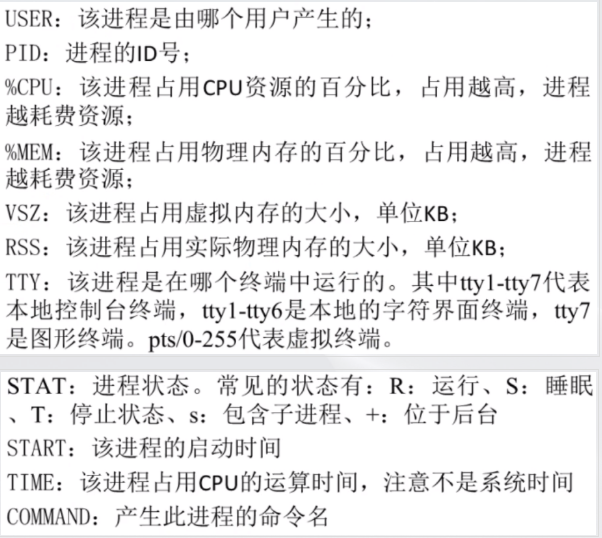 USER：该进程是由哪个用户产生的；
PID：进程的ID号；
%CPU：该进程占用CPU资源的百分比，占用越高，进程
越耗费资源；
%MEM：该进程占用物理内存的百分比，占用越高，进程
越耗费资源；
VSZ：该进程占用虚拟内存的大小，单位KB；
RSS：该进程占用实际物理内存的大小，单位KB；
TTY：该进程是在哪个终端中运行的。其中tty1-tty7代表
本地控制台终端，tty1-tty6是本地的字符界面终端，tty7
是图形终端。pts/0-255代表虚拟终端。
STAT：进程状态。常见的状态有：R：运行、S：睡眠
、T：停止状态、s：包含子进程、+：位于后台
START：该进程的启动时间
TIME：该进程占用CPU的运算时间，注意不是系统时间
COMMAND：产生此进程的命令名